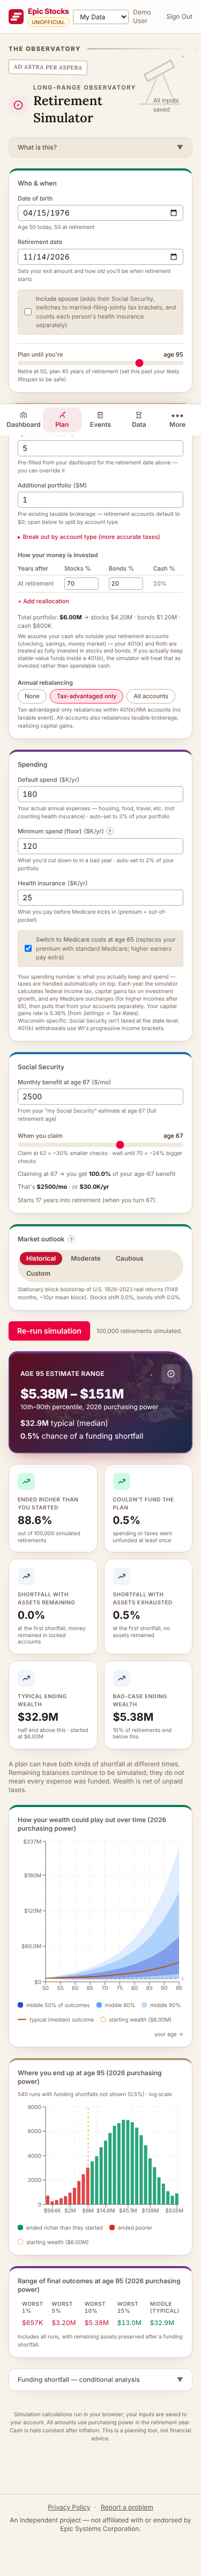 Epic Stocks
UNOFFICIAL
My Data
Demo User
Sign Out
THE OBSERVATORY
AD ASTRA PER ASPERA
LONG-RANGE OBSERVATORY
Retirement
Simulator
All inputs
saved
What is this?
Who & when
Date of birth
04/15/1976
Age 50 today, 50 at retirement
Retirement date
11/14/2026
Sets your exit amount and how old you'll be when retirement
starts
Include spouse (adds their Social Security,
switches to married-filing-jointly tax brackets, and
counts each person's health insurance
separately)
Plan until you're
age 95
Retire at 50, plan 45 years of retirement (set this past your likely
lifespan to be safe)
Dashboard
Plan
Events
Data
More
5
Pre-filled from your dashboard for the retirement date above —
you can override it
Additional portfolio ($M)
1
Pre-existing taxable brokerage — retirement accounts default to
$0; open below to split by account type
▸ Break out by account type (more accurate taxes)
How your money is invested
Years after
Stocks %
Bonds %
Cash %
At retirement
70
20
10%
+ Add reallocation
Total portfolio: $6.00M → stocks $4.20M · bonds $1.20M ·
cash $600K
We assume your cash sits outside your retirement accounts
(checking, savings, money market) — your 401(k) and Roth are
treated as fully invested in stocks and bonds. If you actually keep
stable-value funds inside a 401(k), the simulator will treat that as
invested rather than spendable cash.
Annual rebalancing
None
Tax-advantaged only
All accounts
Tax-advantaged-only rebalances within 401(k)/IRA accounts (no
taxable event). All-accounts also rebalances taxable brokerage,
realizing capital gains.
Spending
Default spend ($K/yr)
180
Your actual annual expenses — housing, food, travel, etc. (not
counting health insurance) · auto-set to 3% of your portfolio
Minimum spend (floor) ($K/yr) ?
120
What you'd cut down to in a bad year · auto-set to 2% of your
portfolio
Health insurance ($K/yr)
25
What you pay before Medicare kicks in (premium + out-of-
pocket)
Switch to Medicare costs at age 65 (replaces your
premium with standard Medicare; higher earners
pay extra)
Your spending number is what you actually keep and spend —
taxes are handled automatically on top. Each year the simulator
calculates federal income tax, capital gains tax on investment
growth, and any Medicare surcharges (for higher incomes after
65), then pulls that from your portfolio separately. Your capital
gains rate is 5.36% (from Settings → Tax Rates).
Wisconsin-specific: Social Security isn't taxed at the state level.
401(k) withdrawals use WI's progressive income brackets.
Social Security
Monthly benefit at age 67 ($/mo)
2500
From your "my Social Security" estimate at age 67 (full
retirement age)
When you claim
age 67
Claim at 62 = ~30% smaller checks · wait until 70 = ~24% bigger
checks
Claiming at 67 → you get 100.0% of your age-67 benefit
That's $2500/mo · or $30.0K/yr
Starts 17 years into retirement (when you turn 67).
Market outlook ?
Historical
Moderate
Cautious
Custom
Stationary block bootstrap of U.S. 1928–2023 real returns (1149
months, ~10yr mean block). Stocks shift 0.0%, bonds shift 0.0%.
Re-run simulation
100,000 retirements simulated.
AGE 95 ESTIMATE RANGE
$5.38M – $151M
10th–90th percentile, 2026 purchasing power
$32.9M typical (median)
0.5% chance of a funding shortfall
ENDED RICHER THAN
YOU STARTED
88.6%
out of 100,000 simulated
retirements
COULDN'T FUND THE
PLAN
0.5%
spending or taxes went
unfunded at least once
SHORTFALL WITH
ASSETS REMAINING
0.0%
at the first shortfall, money
remained in locked
accounts
SHORTFALL WITH
ASSETS EXHAUSTED
0.5%
at the first shortfall, no
assets remained
TYPICAL ENDING
WEALTH
$32.9M
half end above this · started
at $6.00M
BAD-CASE ENDING
WEALTH
$5.38M
10% of retirements end
below this
A plan can have both kinds of shortfall at different times.
Remaining balances continue to be simulated; they do not
mean every expense was funded. Wealth is net of unpaid
taxes.
How your wealth could play out over time (2026
purchasing power)
$237M
$180M
$120M
$60.0M
$0
50 55 60 65 70 75 80 85 90 95
middle 50% of outcomes
middle 80%
middle 90%
typical (median) outcome
starting wealth ($6.00M)
your age →
Where you end up at age 95 (2026 purchasing
power)
540 runs with funding shortfalls not shown (0.5%) · log scale
8000
6000
4000
2000
0
$964K $2M $6M $14.6M $45.1M $139M $535M
ended richer than they started
ended poorer
starting wealth ($6.00M)
Range of final outcomes at age 95 (2026 purchasing
power)
WORST 1%
WORST 5%
WORST 10%
WORST 25%
MIDDLE (TYPICAL)
$657K
$3.20M
$5.38M
$13.0M
$32.9M
Includes all runs, with remaining assets preserved after a funding
shortfall.
Funding shortfall — conditional analysis
Simulation calculations run in your browser; your inputs are saved to
your account. All amounts use purchasing power in the retirement year.
Cash is held constant after inflation. This is a planning tool, not financial
advice.
Privacy Policy · Report a problem
An independent project — not affiliated with or endorsed by
Epic Systems Corporation.